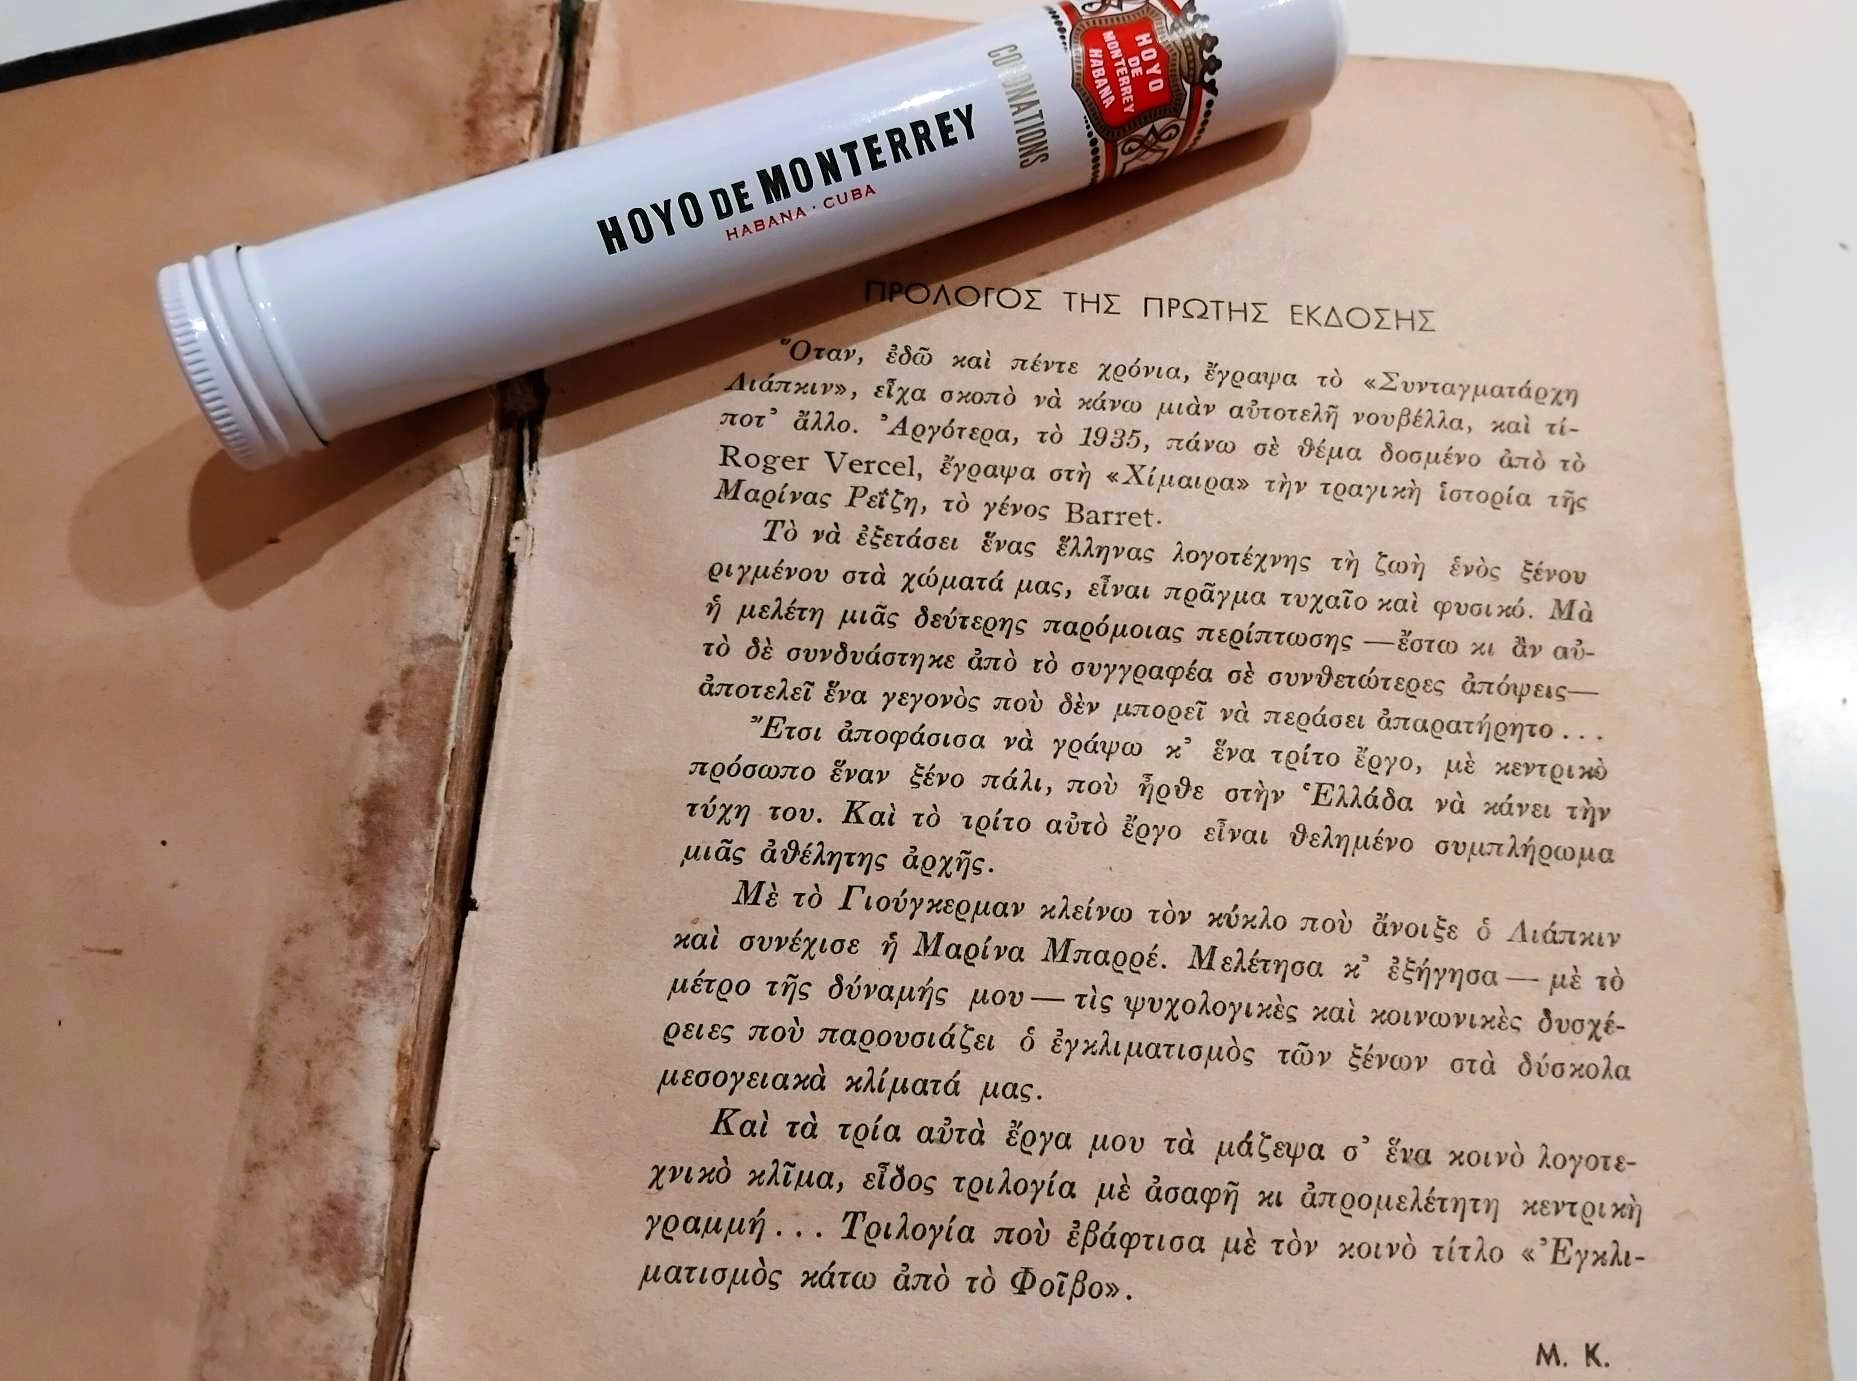 HOYO
DE
MONTERREY
HABANA
CORONATIONS
HOYO DE MONTERREY
HABANA · CUBA
ΠΡΟΛΟΓΟΣ ΤΗΣ ΠΡΩΤΗΣ ΕΚΔΟΣΗΣ
Ὅταν, ἐδῶ καὶ πέντε χρόνια, ἔγραψα τὸ «Συνταγματάρχη
Λιάπκιν», εἶχα σκοπὸ νὰ κάνω μιὰν αὐτοτελῆ νουβέλλα, καὶ τί-
ποτ’ ἄλλο. Ἀργότερα, τὸ 1935, πάνω σὲ θέμα δοσμένο ἀπὸ τὸ
Roger Vercel, ἔγραψα στὴ «Χίμαιρα» τὴν τραγικὴ ἱστορία τῆς
Μαρίνας Ρεΐζη, τὸ γένος Barret.
Τὸ νὰ ἐξετάσει ἕνας ἕλληνας λογοτέχνης τὴ ζωὴ ἑνὸς ξένου
ριγμένου στὰ χώματά μας, εἶναι πρᾶγμα τυχαῖο καὶ φυσικό. Μὰ
ἡ μελέτη μιᾶς δεύτερης παρόμοιας περίπτωσης —ἔστω κι ἂν αὐ-
τὸ δὲ συνδυάστηκε ἀπὸ τὸ συγγραφέα σὲ συνθετώτερες ἀπόψεις—
ἀποτελεῖ ἕνα γεγονὸς ποὺ δὲν μπορεῖ νὰ περάσει ἀπαρατήρητο...
Ἔτσι ἀποφάσισα νὰ γράψω κ’ ἕνα τρίτο ἔργο, μὲ κεντρικὸ
πρόσωπο ἕναν ξένο πάλι, ποὺ ἦρθε στὴν Ἑλλάδα νὰ κάνει τὴν
τύχη του. Καὶ τὸ τρίτο αὐτὸ ἔργο εἶναι θελημένο συμπλήρωμα
μιᾶς ἀθέλητης ἀρχῆς.
Μὲ τὸ Γιούγκερμαν κλείνω τὸν κύκλο ποὺ ἄνοιξε ὁ Λιάπκιν
καὶ συνέχισε ἡ Μαρίνα Μπαρρέ. Μελέτησα κ’ ἐξήγησα — μὲ τὸ
μέτρο τῆς δύναμής μου — τὶς ψυχολογικὲς καὶ κοινωνικὲς δυσχέ-
ρειες ποὺ παρουσιάζει ὁ ἐγκλιματισμὸς τῶν ξένων στὰ δύσκολα
μεσογειακὰ κλίματά μας.
Καὶ τὰ τρία αὐτὰ ἔργα μου τὰ μάζεψα σ’ ἕνα κοινὸ λογοτε-
χνικὸ κλῖμα, εἶδος τριλογία μὲ ἀσαφῆ κι ἀπρομελέτητη κεντρικὴ
γραμμή... Τριλογία ποὺ ἐβάφτισα μὲ τὸν κοινὸ τίτλο «Ἐγκλι-
ματισμὸς κάτω ἀπὸ τὸ Φοῖβο».
Μ. Κ.